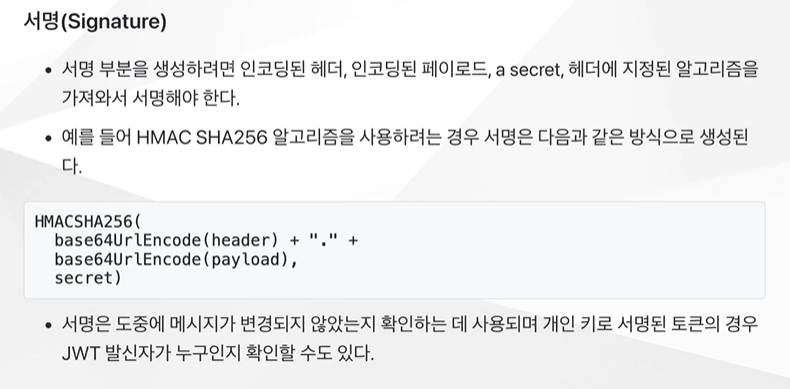 서명(Signature)
• 서명 부분을 생성하려면 인코딩된 헤더, 인코딩된 페이로드, a secret, 헤더에 지정된 알고리즘을
가져와서 서명해야 한다.
• 예를 들어 HMAC SHA256 알고리즘을 사용하려는 경우 서명은 다음과 같은 방식으로 생성된
다.
HMACSHA256(
  base64UrlEncode(header) + "." +
  base64UrlEncode(payload),
  secret)
• 서명은 도중에 메시지가 변경되지 않았는지 확인하는 데 사용되며 개인 키로 서명된 토큰의 경우
JWT 발신자가 누구인지 확인할 수도 있다.